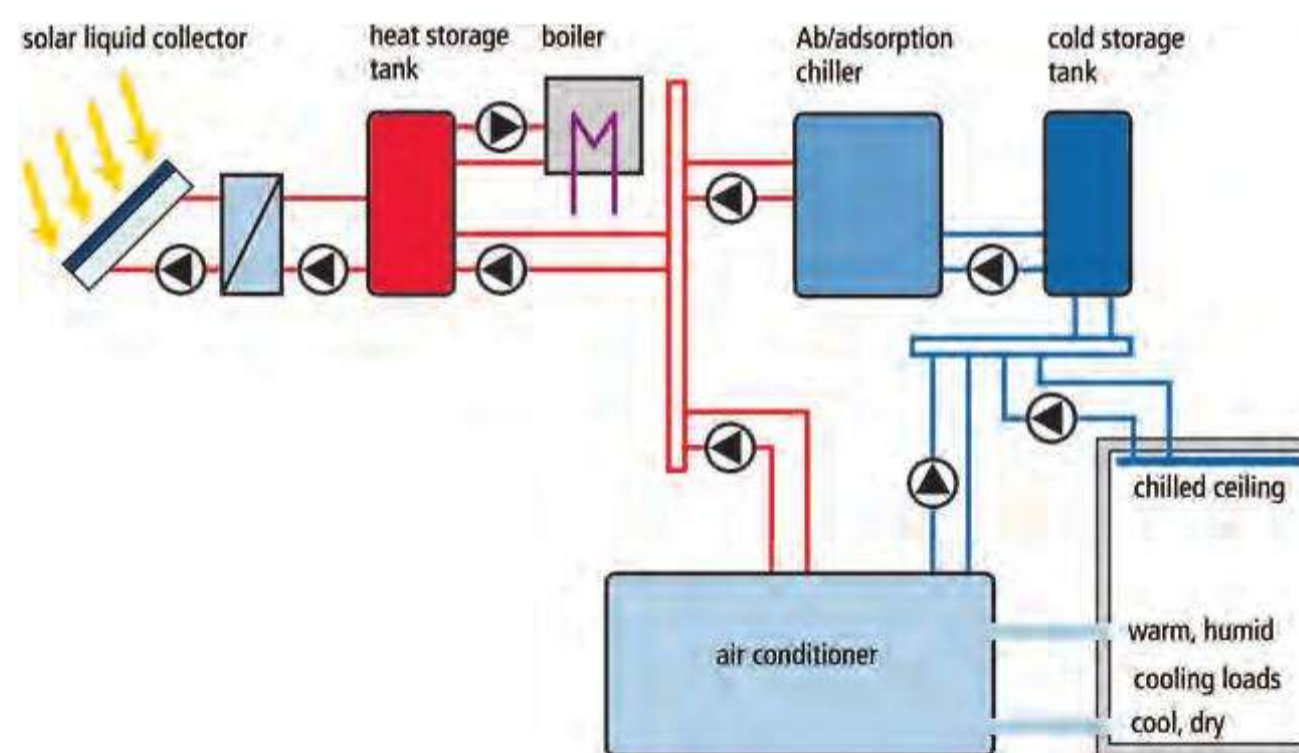 solar liquid collector
heat storage
tank
boiler
Ab/adsorption
chiller
cold storage
tank
chilled ceiling
air conditioner
warm, humid
cooling loads
cool, dry